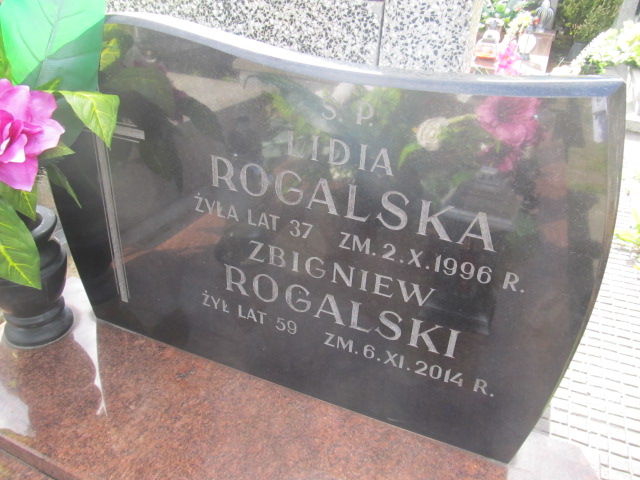 S. P.
LIDIA
ROGALSKA
ŻYŁA LAT 37 ZM. 2. X. 1996 R.
ZBIGNIEW
ROGALSKI
ŻYŁ LAT 59 ZM. 6. XI. 2014 R.